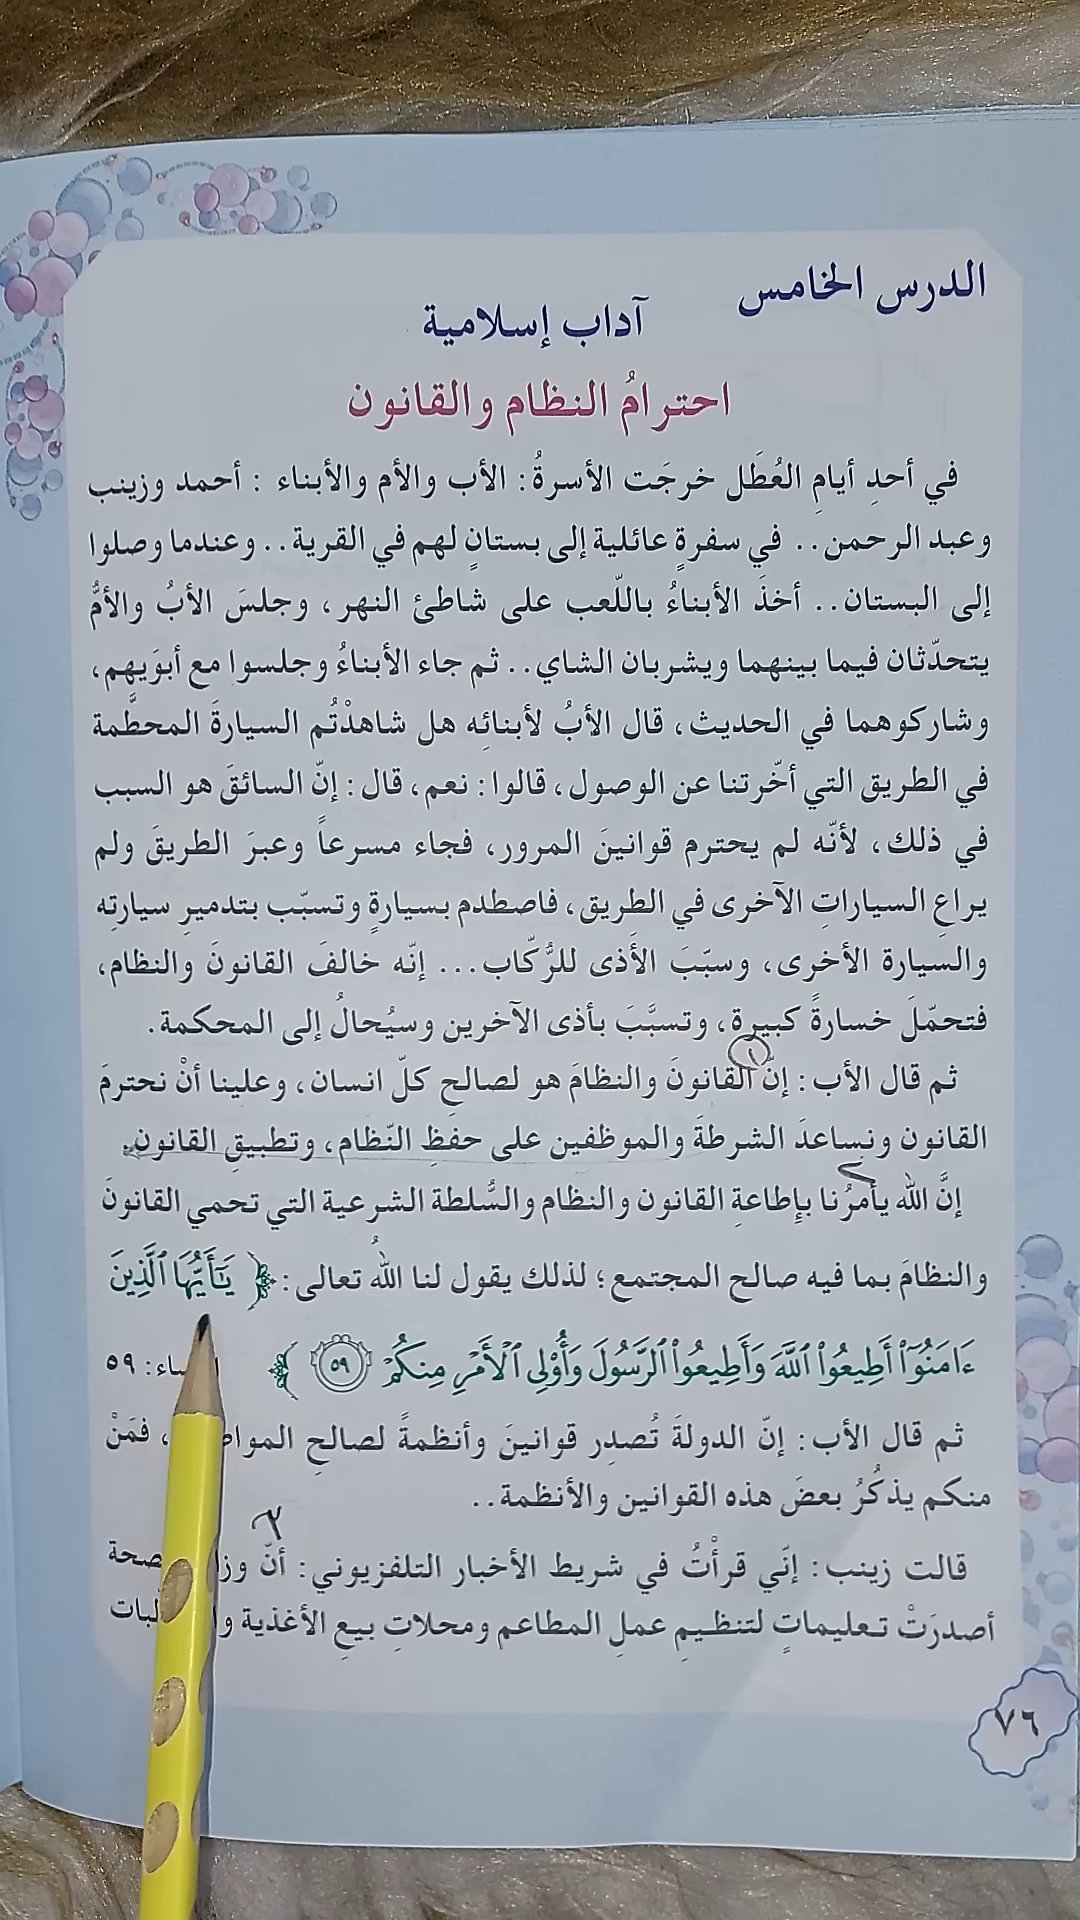 الدرس الخامس
آداب إسلامية
احترامُ النظام والقانون
في أحدِ أيامِ العُطَل خرجَت الأسرةُ: الأب والأم والأبناء : أحمد وزينب
وعبد الرحمن.. في سفرةٍ عائلية إلى بستانٍ لهم في القرية.. وعندما وصلوا
إلى البستان.. أخذَ الأبناءُ باللّعب على شاطئ النهر، وجلسَ الأبُ والأمُّ
يتحدّثان فيما بينهما ويشربان الشاي.. ثم جاء الأبناءُ وجلسوا مع أبوَيهم،
وشاركوهما في الحديث، قال الأبُ لأبنائه هل شاهدْتُم السيارةَ المحطَّمة
في الطريق التي أخّرتنا عن الوصول، قالوا: نعم، قال: إنّ السائقَ هو السبب
في ذلك، لأنّه لم يحترم قوانينَ المرور، فجاء مسرعاً وعبرَ الطريقَ ولم
يراعِ السياراتِ الآخرى في الطريق، فاصطدم بسيارةٍ وتسبّب بتدميرِ سيارتِه
والسيارة الأخرى، وسبّبَ الأذى للرُّكّاب... إنّه خالفَ القانونَ والنظام،
فتحمّلَ خسارةً كبيرة، وتسبَّبَ بأذى الآخرين وسيُحالُ إلى المحكمة.
١
ثم قال الأب: إنّ القانونَ والنظامَ هو لصالحِ كلّ انسان، وعلينا أنْ نحترمَ
القانون ونساعدَ الشرطةَ والموظفين على حفظِ النّظام، وتطبيقِ القانون.
إنَّ الله يأمرُنا بإطاعةِ القانون والنظام والسُّلطة الشرعية التي تحمي القانونَ
والنظامَ بما فيه صالح المجتمع؛ لذلك يقول لنا اللهُ تعالى: ﴿ يَٰٓأَيُّهَا ٱلَّذِينَ
ءَامَنُوٓا۟ أَطِيعُوا۟ ٱللَّهَ وَأَطِيعُوا۟ ٱلرَّسُولَ وَأُو۟لِى ٱلْأَمْرِ مِنكُمْ ۝٥٩ ﴾ ٥٩
ثم قال الأب: إنّ الدولةَ تُصدِر قوانينَ وأنظمةً لصالحِ ، فمَنْ
منكم يذكُرُ بعضَ هذه القوانين والأنظمة..
٢
قالت زينب: إنّي قرأتُ في شريط الأخبار التلفزيوني: أنّ
أصدرَتْ تعليماتٍ لتنظيمِ عملِ المطاعم ومحلاتِ بيعِ الأغذية
٧٦